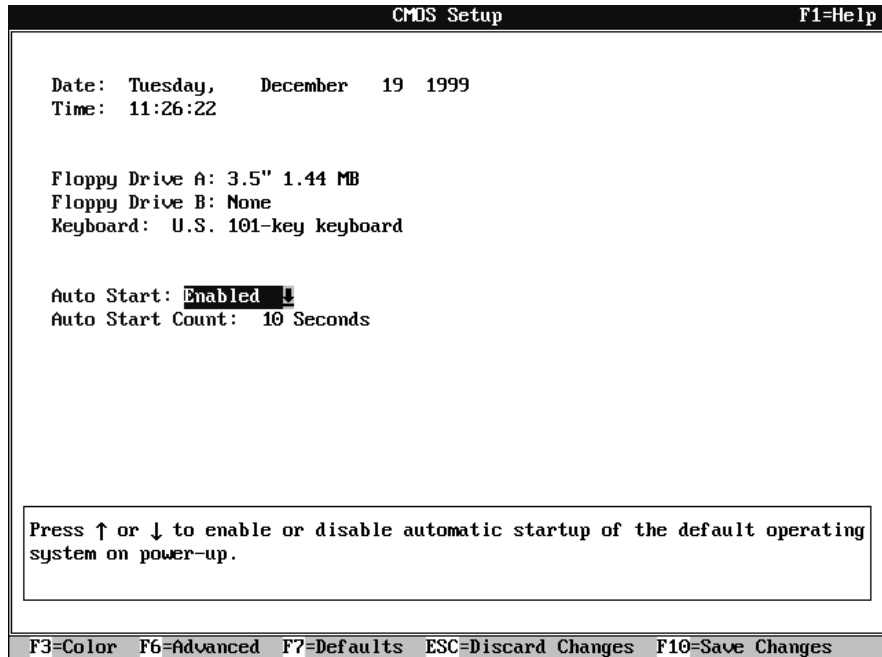 CMOS Setup F1=Help
Date: Tuesday, December 19 1999
Time: 11:26:22
Floppy Drive A: 3.5" 1.44 MB
Floppy Drive B: None
Keyboard: U.S. 101-key keyboard
Auto Start: Enabled ↓
Auto Start Count: 10 Seconds
Press ↑ or ↓ to enable or disable automatic startup of the default operating
system on power-up.
F3=Color F6=Advanced F7=Defaults ESC=Discard Changes F10=Save Changes